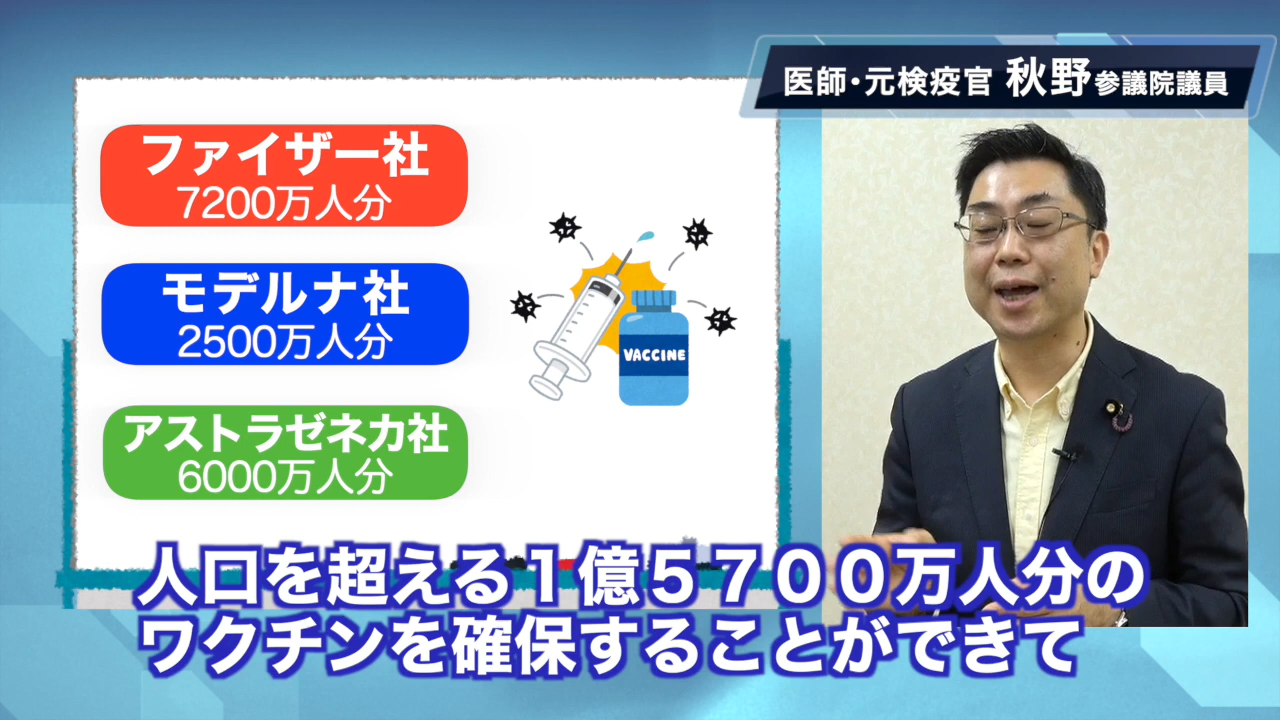 医師・元検疫官 秋野参議院議員
ファイザー社
7200万人分
モデルナ社
2500万人分
アストラゼネカ社
6000万人分
VACCINE
人口を超える１億５７００万人分の
ワクチンを確保することができて